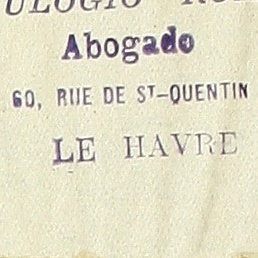 Abogado
60, RUE DE ST-QUENTIN
LE HAVRE